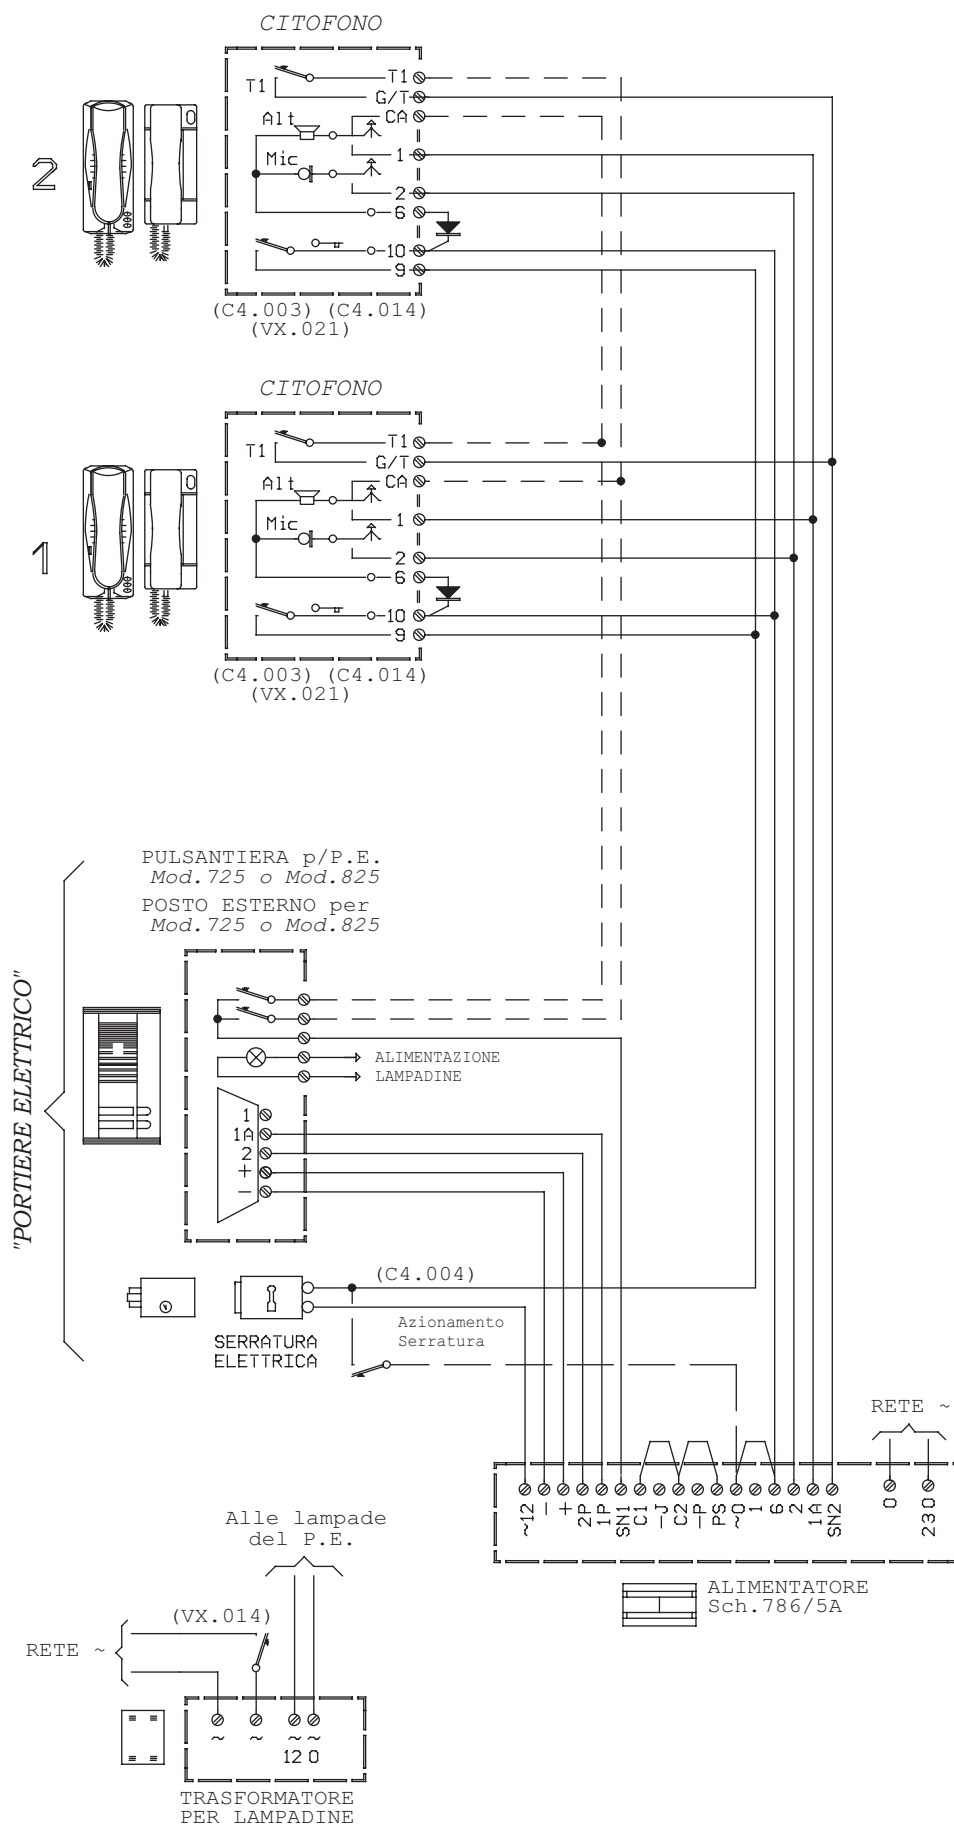 CITOFONO
T1
T1
G/T
Alt
CA
1
Mic
2
6
10
9
2
(C4.003) (C4.014)
(VX.021)
CITOFONO
T1
T1
G/T
Alt
CA
1
Mic
2
6
10
9
1
(C4.003) (C4.014)
(VX.021)
PULSANTIERA p/P.E.
Mod.725 o Mod.825
POSTO ESTERNO per
Mod.725 o Mod.825
"PORTIERE ELETTRICO"
ALIMENTAZIONE
LAMPADINE
1
1A
2
+
-
(C4.004)
Azionamento
Serratura
SERRATURA
ELETTRICA
RETE ~
~12
-
+
2P
1P
SN1
C1
-J
C2
-P
PS
~0
1
6
2
1A
SN2
0
230
ALIMENTATORE
Sch.786/5A
Alle lampade
del P.E.
(VX.014)
RETE ~
~ ~ ~ ~
12 0
TRASFORMATORE
PER LAMPADINE